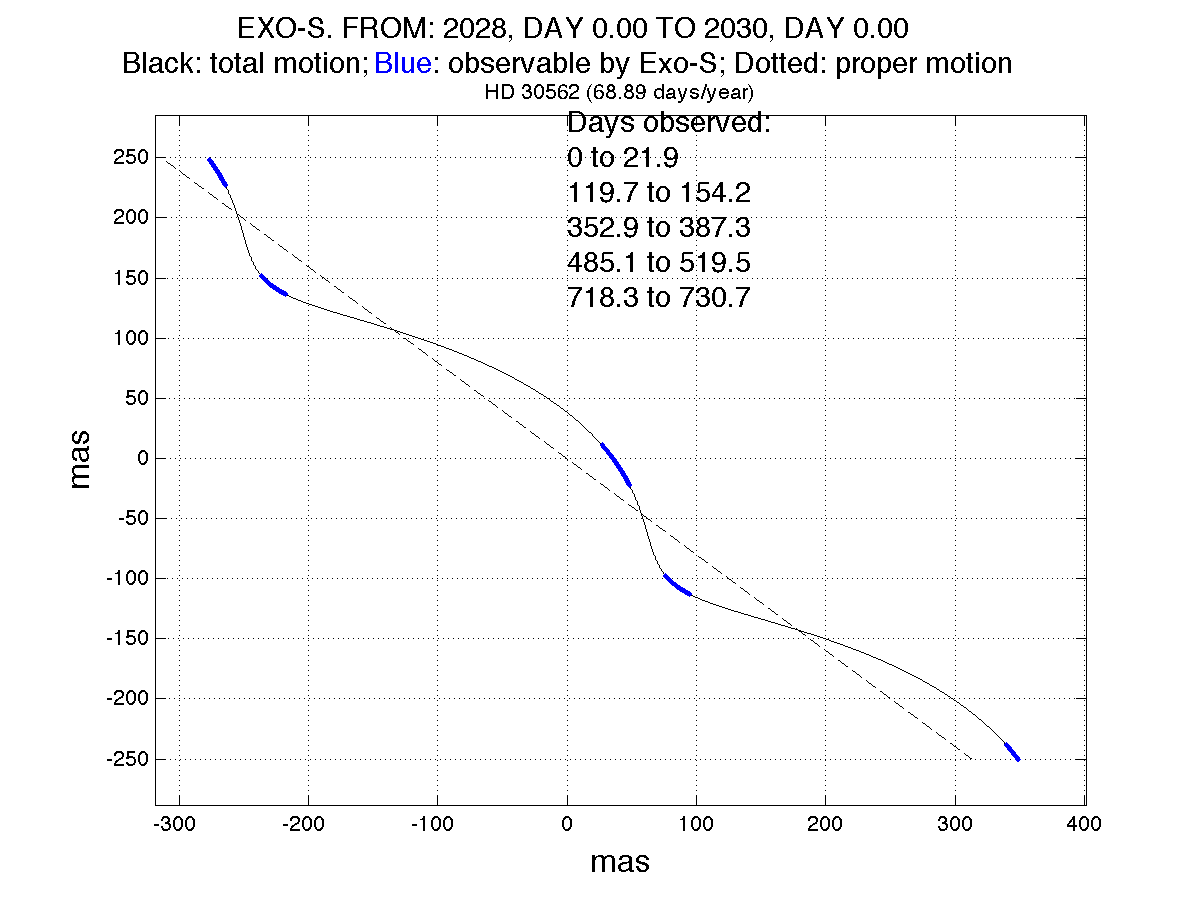 EXO-S. FROM: 2028, DAY 0.00 TO 2030, DAY 0.00
Black: total motion; Blue: observable by Exo-S; Dotted: proper motion
HD 30562 (68.89 days/year)
Days observed:
0 to 21.9
119.7 to 154.2
352.9 to 387.3
485.1 to 519.5
718.3 to 730.7
250
200
150
100
50
0
-50
-100
-150
-200
-250
mas
-300 -200 -100 0 100 200 300 400
mas